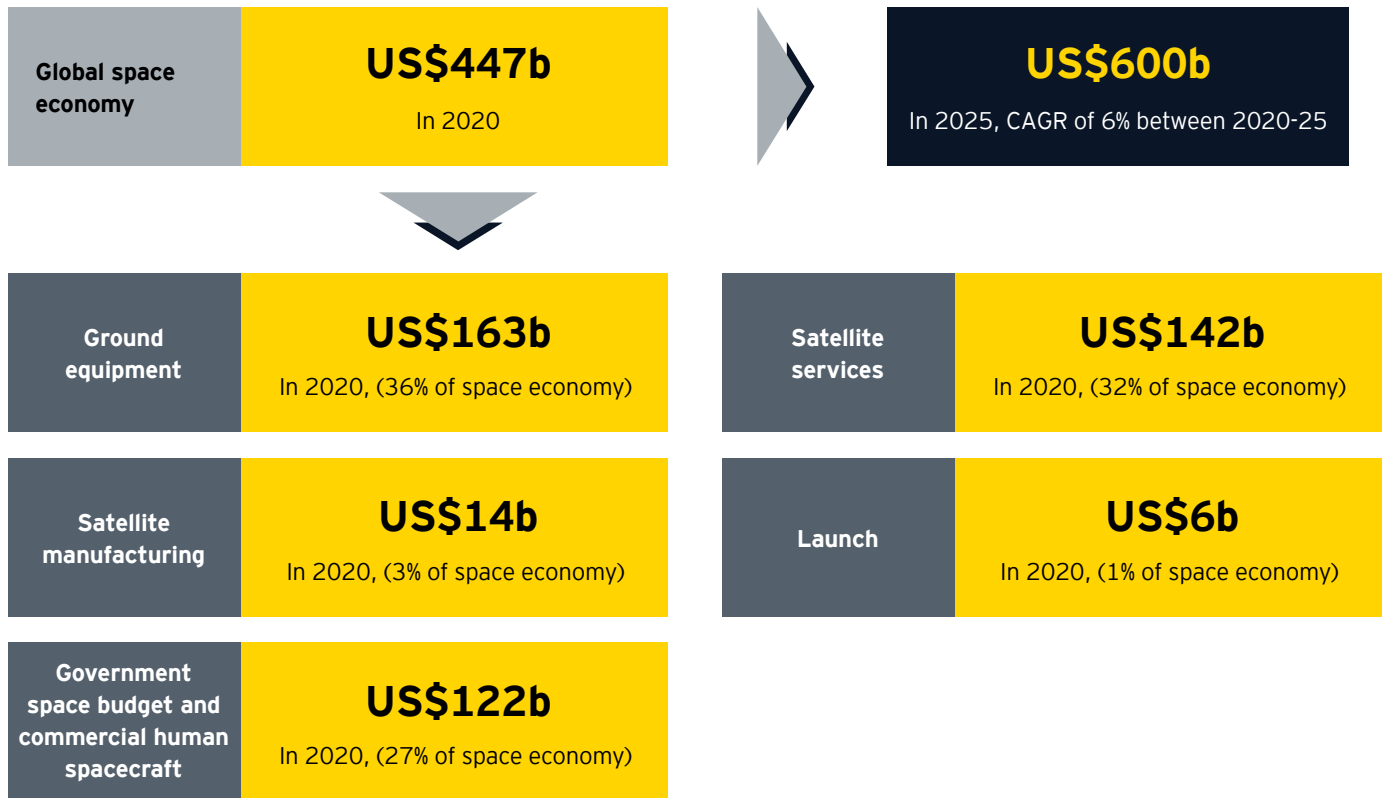 Global space
economy
US$447b
In 2020
US$600b
In 2025, CAGR of 6% between 2020-25
Ground
equipment
US$163b
In 2020, (36% of space economy)
Satellite
services
US$142b
In 2020, (32% of space economy)
Satellite
manufacturing
US$14b
In 2020, (3% of space economy)
Launch
US$6b
In 2020, (1% of space economy)
Government
space budget and
commercial human
spacecraft
US$122b
In 2020, (27% of space economy)